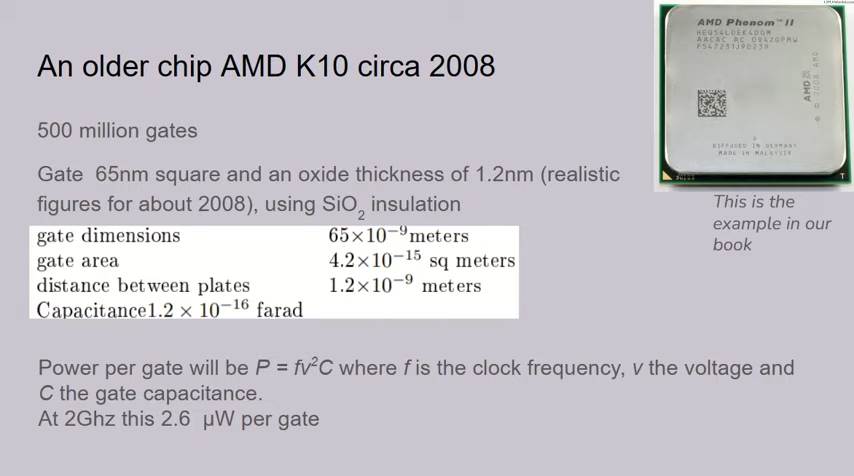 An older chip AMD K10 circa 2008
500 million gates
Gate 65nm square and an oxide thickness of 1.2nm (realistic
figures for about 2008), using SiO₂ insulation
gate dimensions 65×10⁻⁹meters
gate area 4.2×10⁻¹⁵ sq meters
distance between plates 1.2×10⁻⁹ meters
Capacitance1.2 × 10⁻¹⁶ farad
Power per gate will be P = fv²C where f is the clock frequency, v the voltage and
C the gate capacitance.
At 2Ghz this 2.6 μW per gate
AMD Phenom™ II
AMD
© 2008 AMD
DIFFUSED IN GERMANY
MADE IN MALAYSIA
This is the
example in our
book